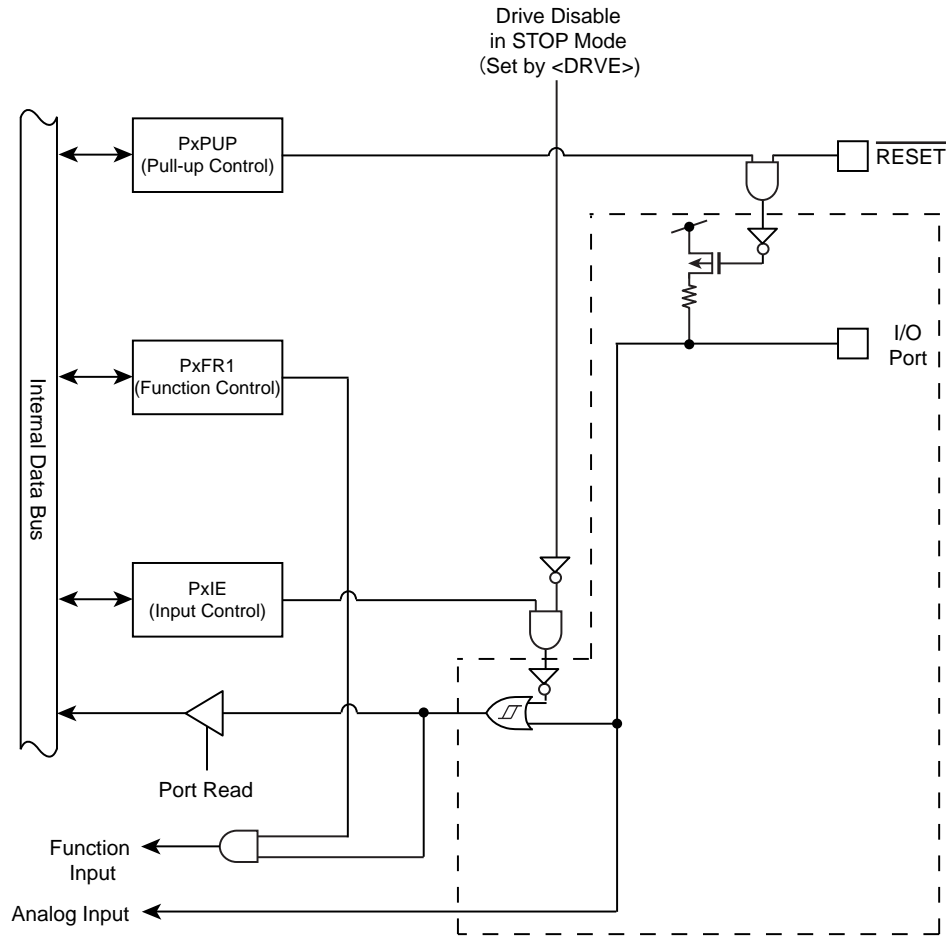 Drive Disable
in STOP Mode
(Set by <DRVE>)
PxPUP
(Pull-up Control)
RESET
I/O
Port
PxFR1
(Function Control)
Internal Data Bus
PxIE
(Input Control)
Port Read
Function
Input
Analog Input